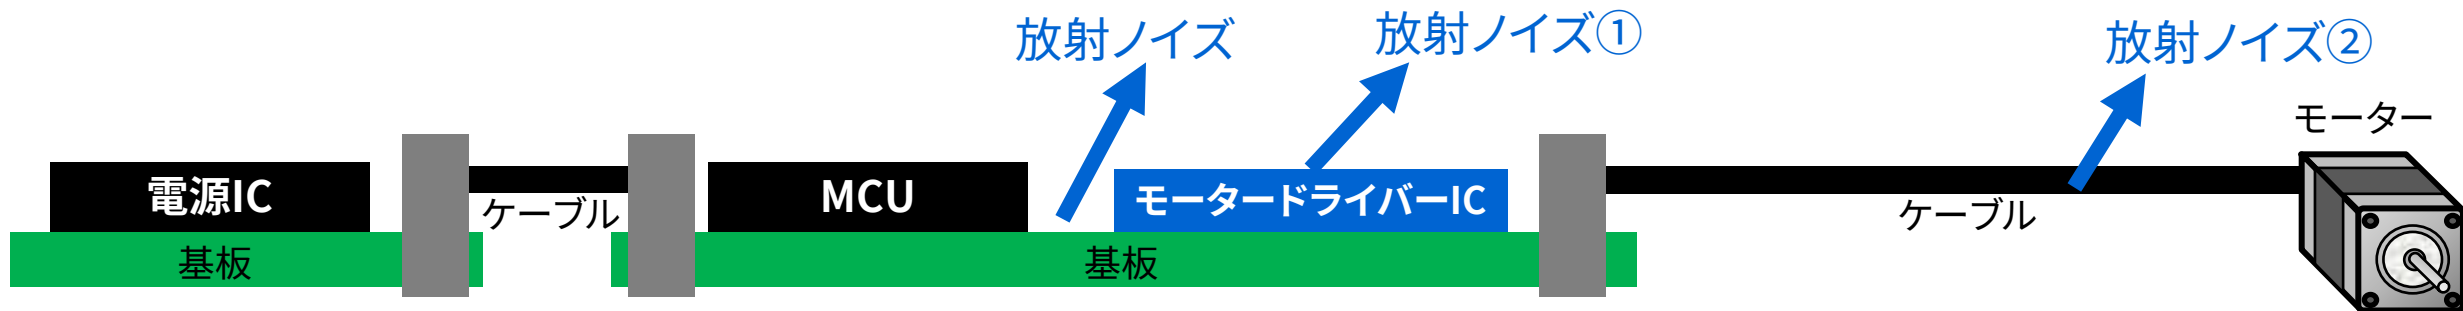 放射ノイズ
放射ノイズ①
放射ノイズ②
モーター
電源IC
ケーブル
MCU
モータードライバーIC
ケーブル
基板
基板